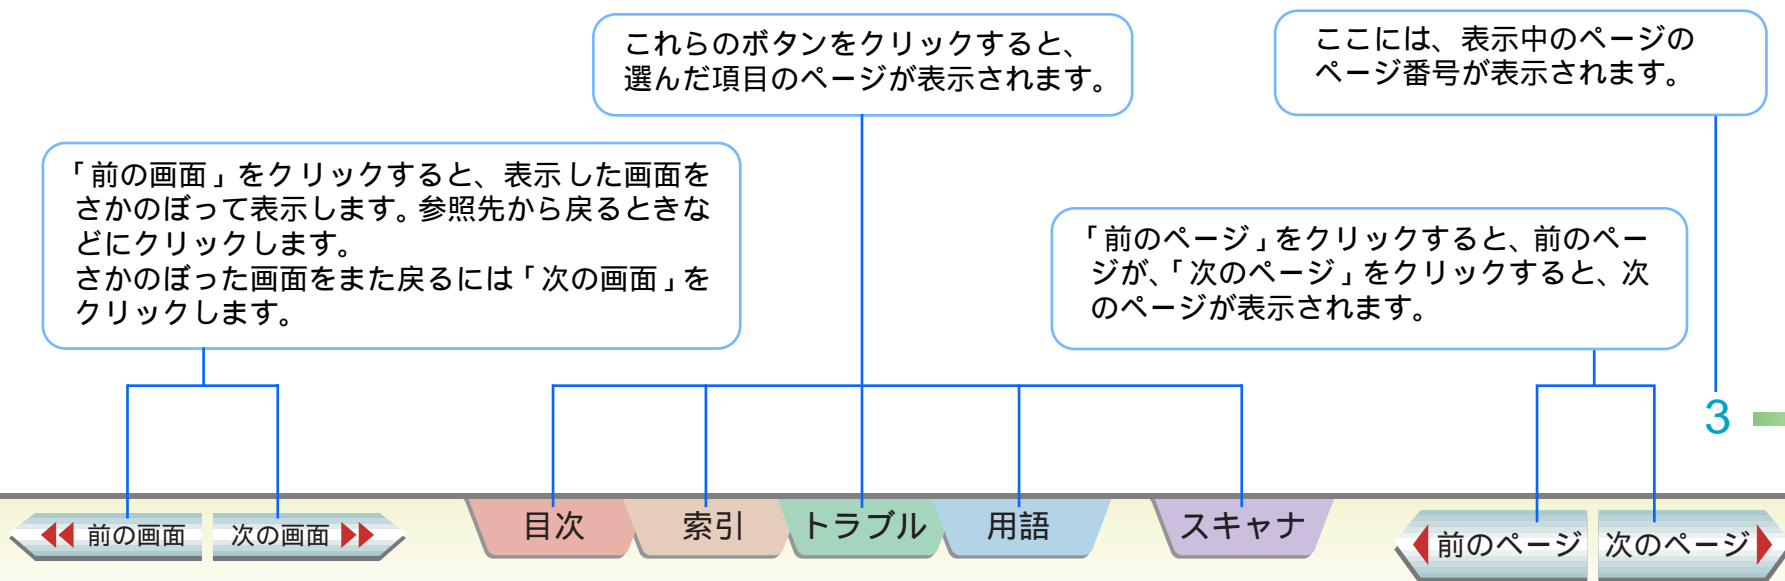 これらのボタンをクリックすると、
選んだ項目のページが表示されます。
ここには、表示中のページの
ページ番号が表示されます。
「前の画面」をクリックすると、表示した画面を
さかのぼって表示します。参照先から戻るときな
どにクリックします。
さかのぼった画面をまた戻るには「次の画面」を
クリックします。
「前のページ」をクリックすると、前のペー
ジが、「次のページ」をクリックすると、次
のページが表示されます。
3
前の画面
次の画面
目次
索引
トラブル
用語
スキャナ
前のページ
次のページ